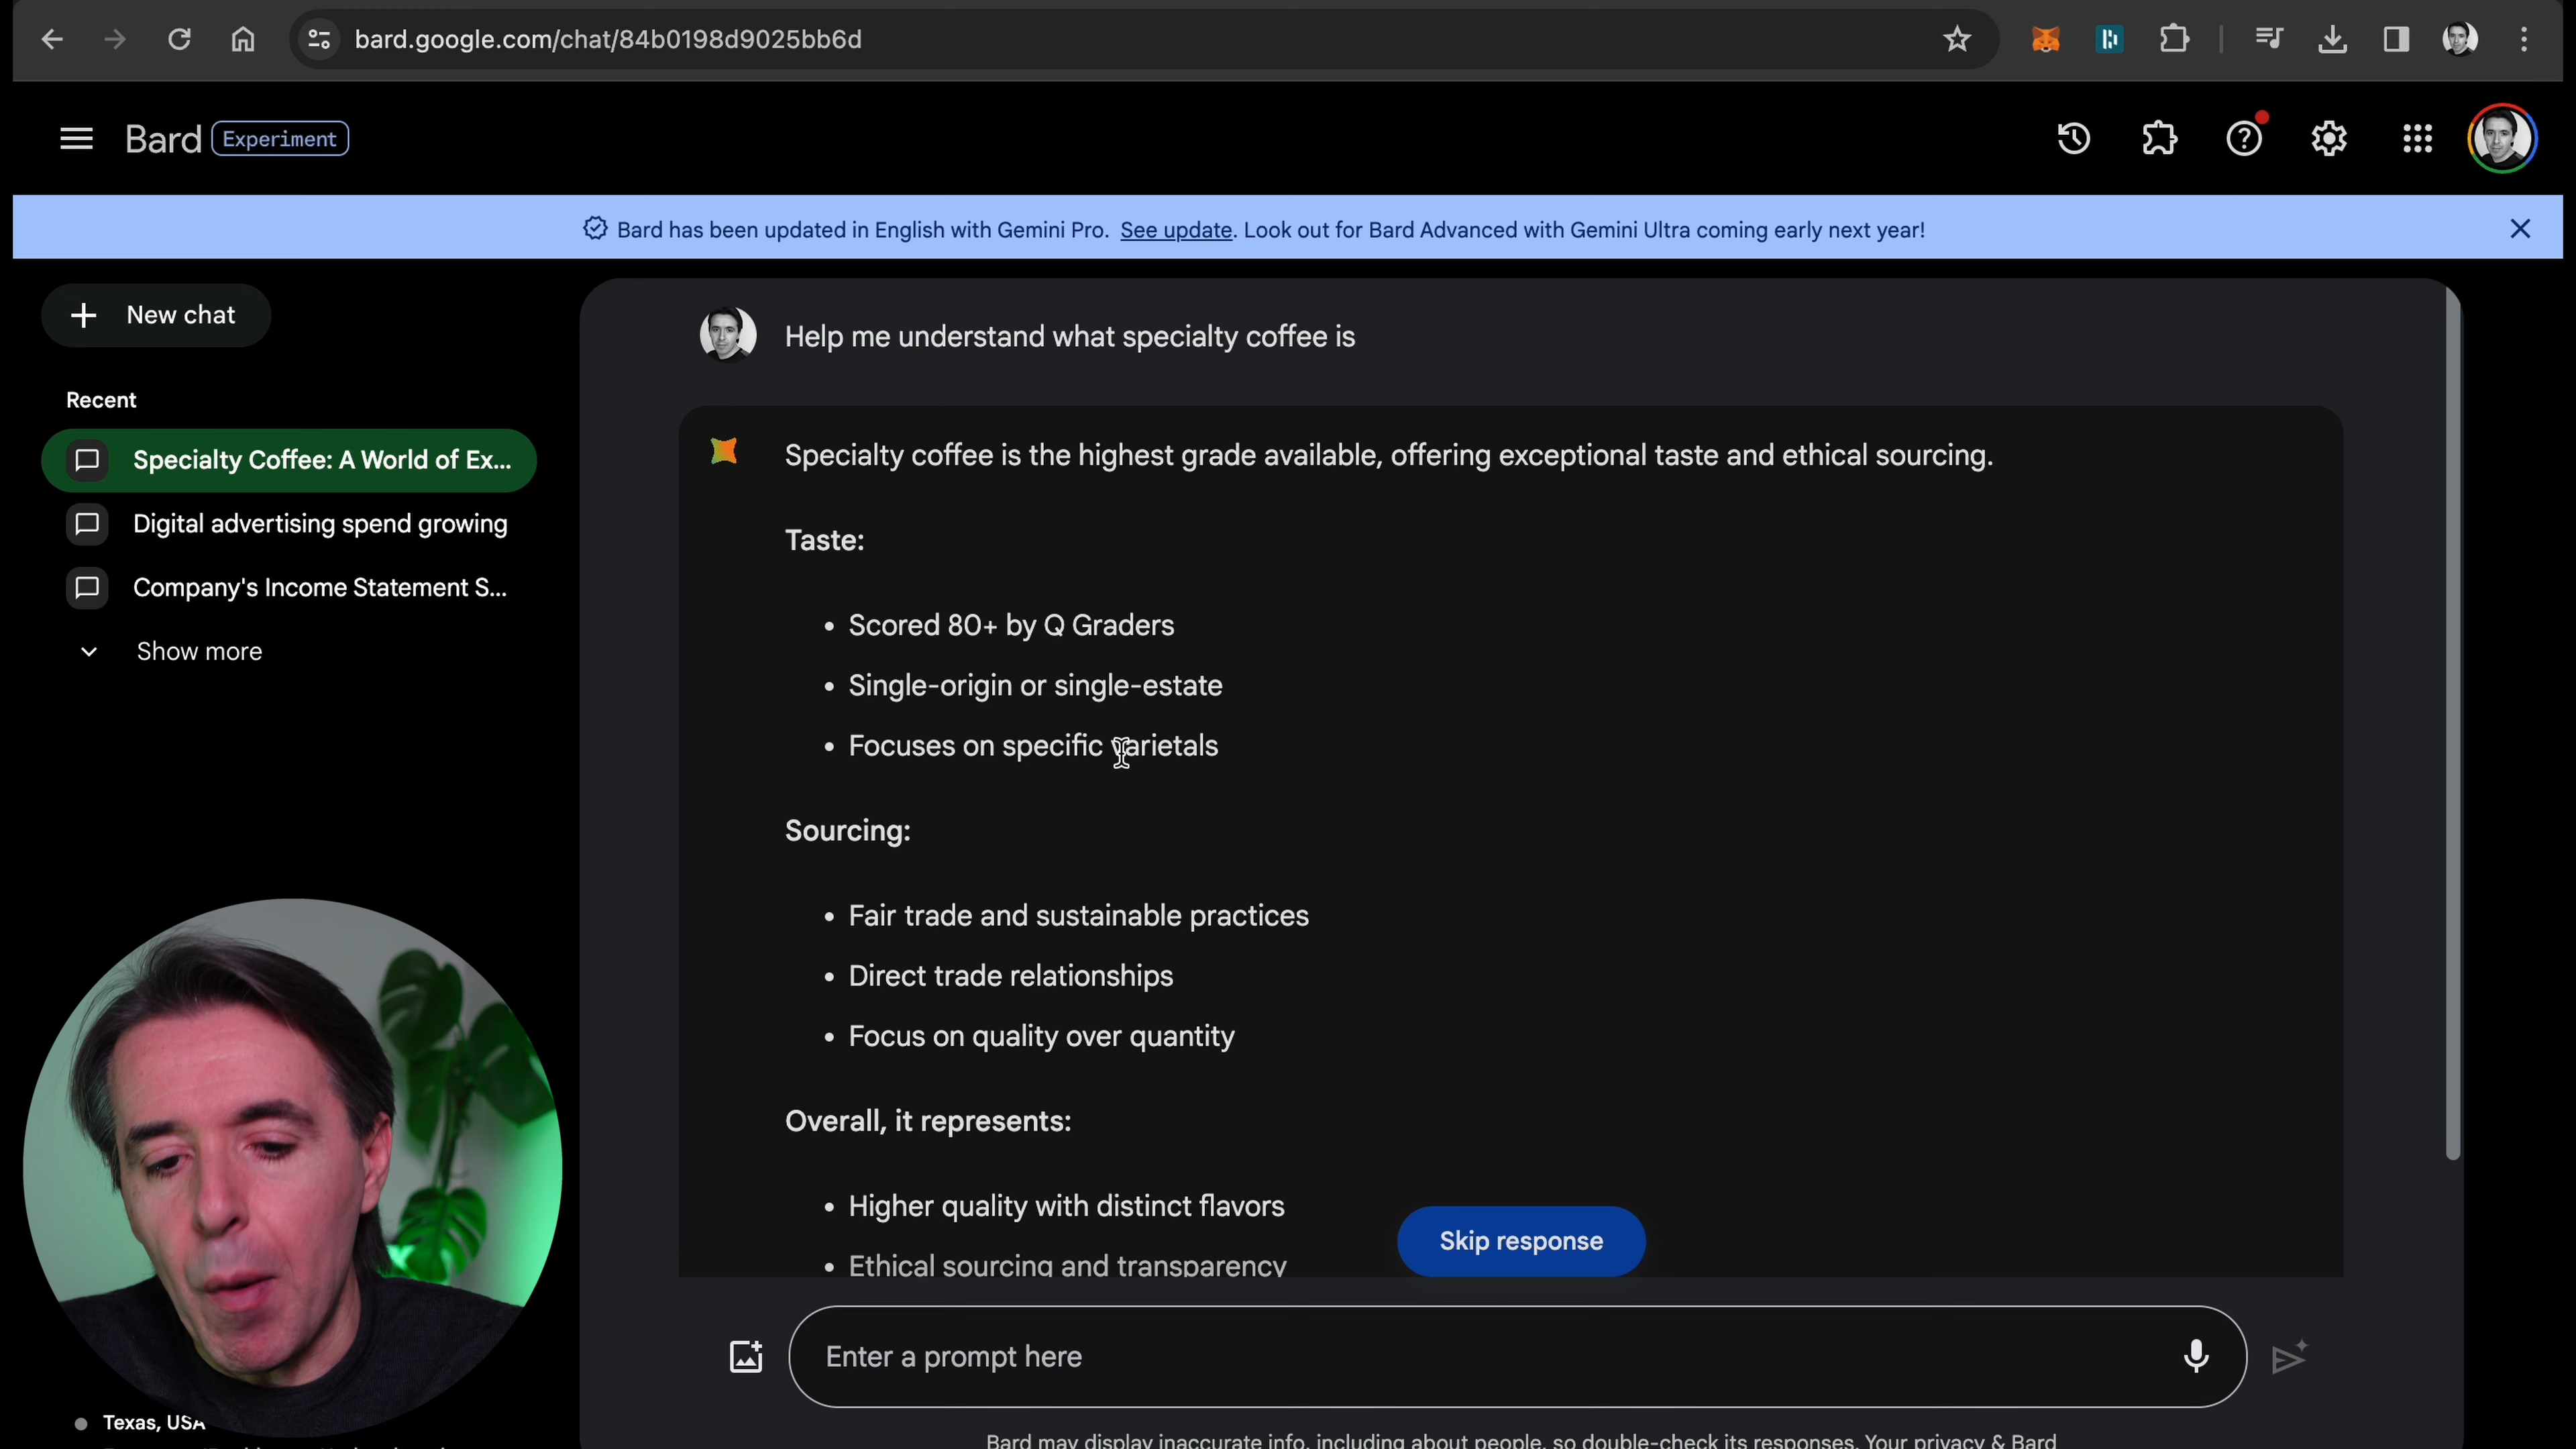 bard.google.com/chat/84b0198d9025bb6d
Bard Experiment
Bard has been updated in English with Gemini Pro. See update. Look out for Bard Advanced with Gemini Ultra coming early next year!
New chat
Recent
Specialty Coffee: A World of Ex...
Digital advertising spend growing
Company's Income Statement S...
Show more
Texas, USA
Help me understand what specialty coffee is
Specialty coffee is the highest grade available, offering exceptional taste and ethical sourcing.
Taste:
• Scored 80+ by Q Graders
• Single-origin or single-estate
• Focuses on specific varietals
Sourcing:
• Fair trade and sustainable practices
• Direct trade relationships
• Focus on quality over quantity
Overall, it represents:
• Higher quality with distinct flavors
• Ethical sourcing and transparency
Skip response
Enter a prompt here
Bard may display inaccurate info, including about people, so double-check its responses. Your privacy & Bard